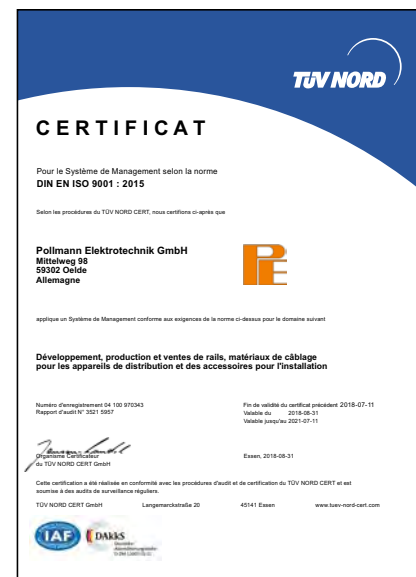 TÜV NORD
CERTIFICAT
Pour le Système de Management selon la norme
DIN EN ISO 9001 : 2015
Selon les procédures du TÜV NORD CERT, nous certifions ci-après que
Pollmann Elektrotechnik GmbH
Mittelweg 98
59302 Oelde
Allemagne
PE
applique un Système de Management conforme aux exigences de la norme ci-dessus pour le domaine suivant
Développement, production et ventes de rails, matériaux de câblage
pour les appareils de distribution et des accessoires pour l'installation
Numéro d'enregistrement 04 100 970343
Rapport d'audit N° 3521 5957
Fin de validité du certificat précédent 2018-07-11
Valable du 2018-08-31
Valable jusqu'au 2021-07-11
Organisme Certificateur
du TÜV NORD CERT GmbH
Essen, 2018-08-31
Cette certification a été réalisée en conformité avec les procédures d'audit et de certification du TÜV NORD CERT et est
soumise à des audits de surveillance réguliers.
TÜV NORD CERT GmbH Langemarckstraße 20 45141 Essen www.tuev-nord-cert.com
IAF
DAkkS
Deutsche
Akkreditierungsstelle